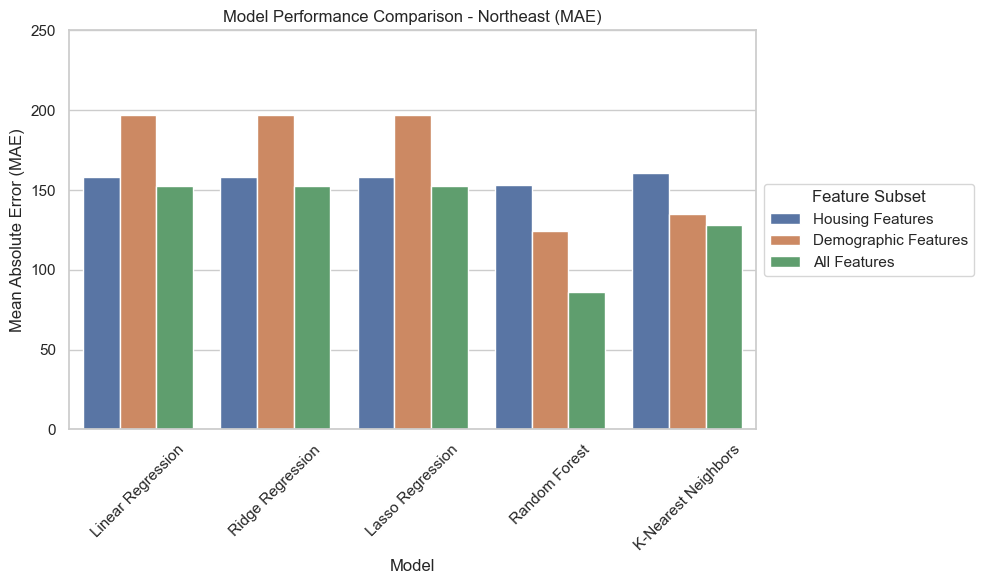 Model Performance Comparison - Northeast (MAE)
Mean Absolute Error (MAE)
250
200
150
100
50
0
Linear Regression
Ridge Regression
Lasso Regression
Random Forest
K-Nearest Neighbors
Model
Feature Subset
Housing Features
Demographic Features
All Features